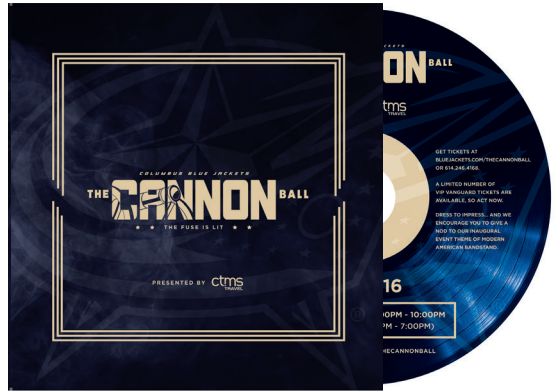 COLUMBUS BLUE JACKETS
THE CANNON BALL
★ ★ THE FUSE IS LIT ★ ★
PRESENTED BY ctms
TRAVEL
JACKETS
ON BALL
tms
TRAVEL
GET TICKETS AT
BLUEJACKETS.COM/THECANNONBALL
OR 614.246.4168.
A LIMITED NUMBER OF
VIP VANGUARD TICKETS ARE
AVAILABLE, SO ACT NOW.
DRESS TO IMPRESS... AND WE
ENCOURAGE YOU TO GIVE A
NOD TO OUR INAUGURAL
EVENT THEME OF MODERN
AMERICAN BANDSTAND.
16
0PM - 10:00PM
PM - 7:00PM)
HECANNONBALL